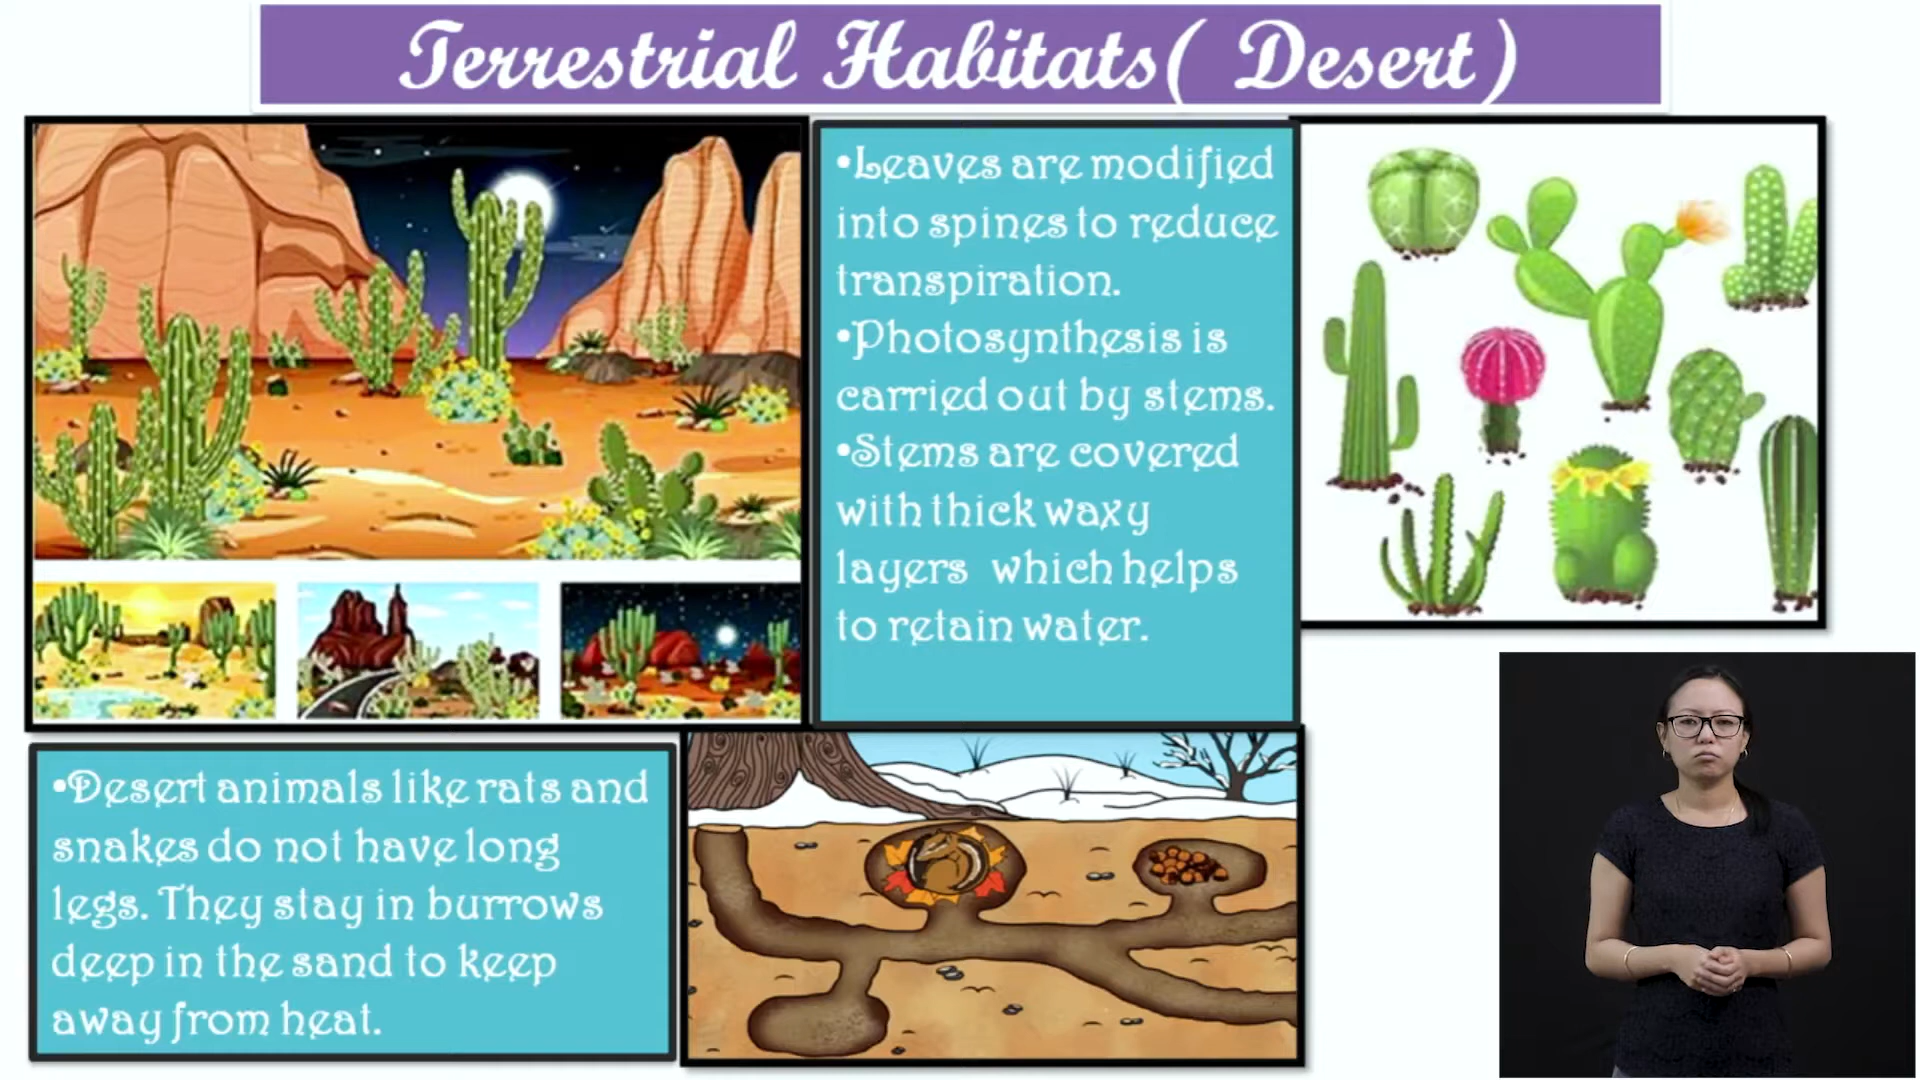 Terrestrial Habitats( Desert)
•Leaves are modified
into spines to reduce
transpiration.
•Photosynthesis is
carried out by stems.
•Stems are covered
with thick waxy
layers which helps
to retain water.
•Desert animals like rats and
snakes do not have long
legs. They stay in burrows
deep in the sand to keep
away from heat.